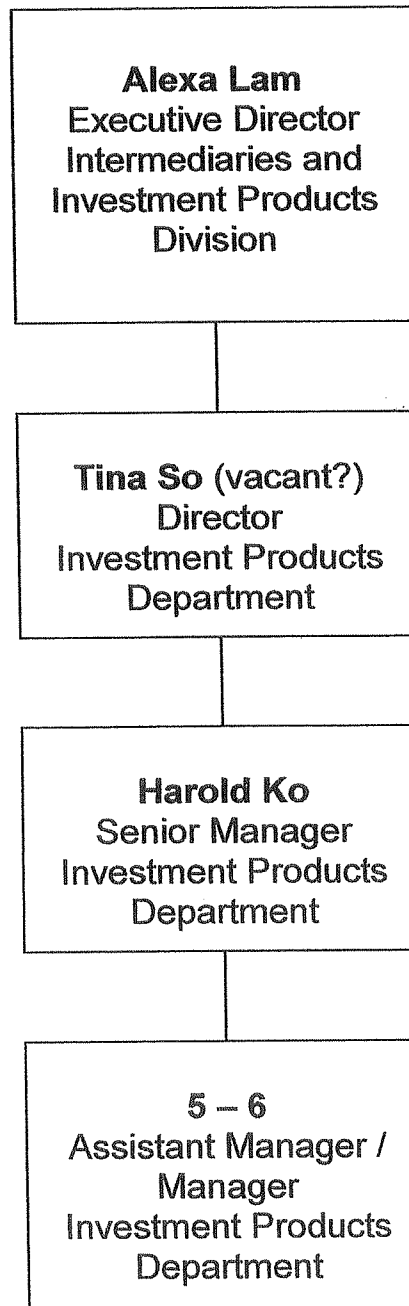 Alexa Lam
Executive Director
Intermediaries and
Investment Products
Division
Tina So (vacant?)
Director
Investment Products
Department
Harold Ko
Senior Manager
Investment Products
Department
5 – 6
Assistant Manager /
Manager
Investment Products
Department